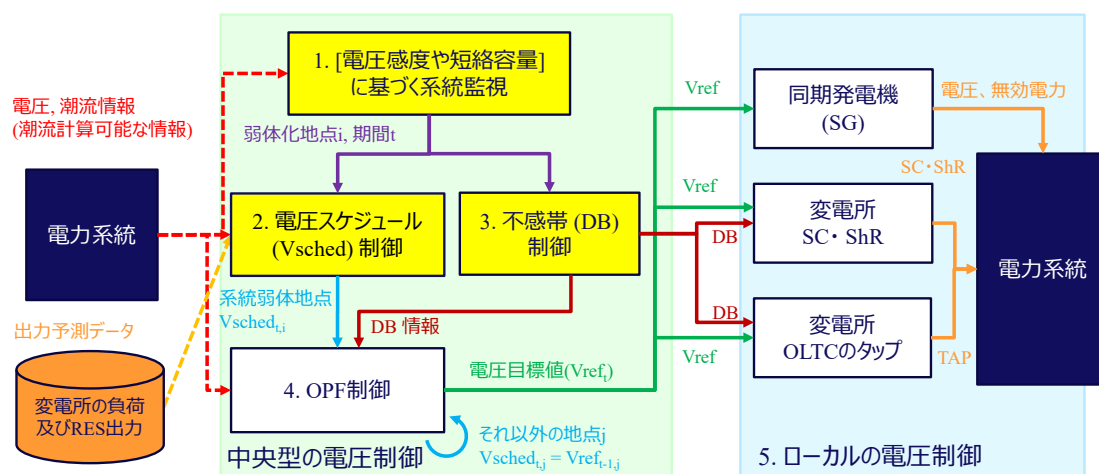 1. [電圧感度や短絡容量]
に基づく系統監視
電圧, 潮流情報
(潮流計算可能な情報)
弱体化地点i, 期間t
電力系統
2. 電圧スケジュール
(Vsched) 制御
3. 不感帯 (DB)
制御
出力予測データ
系統弱体地点
Vsched_{t,i}
DB 情報
変電所の負荷
及びRES出力
4. OPF制御
電圧目標値(Vref_t)
それ以外の地点j
Vsched_{t,j} = Vref_{t-1,j}
中央型の電圧制御
Vref
Vref
DB
DB
Vref
同期発電機
(SG)
変電所
SC・ ShR
変電所
OLTCのタップ
電圧、無効電力
SC・ShR
TAP
電力系統
5. ローカルの電圧制御